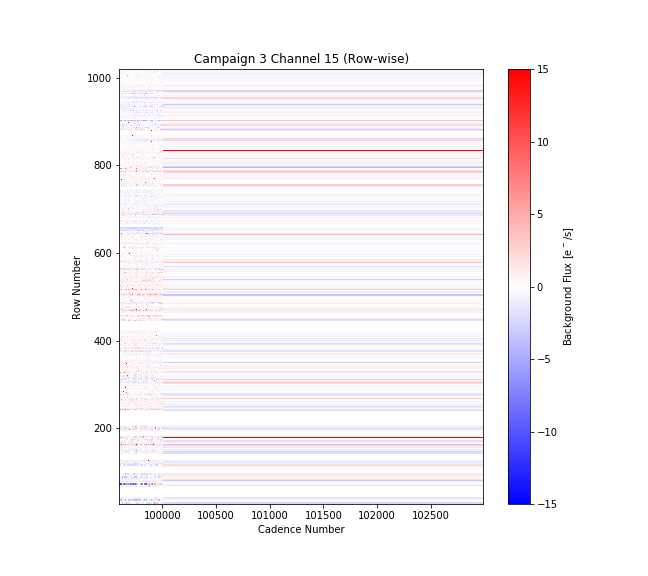 Campaign 3 Channel 15 (Row-wise)
1000
800
600
400
200
Row Number
100000 100500 101000 101500 102000 102500
Cadence Number
15
10
5
0
−5
−10
−15
Background Flux [e⁻/s]